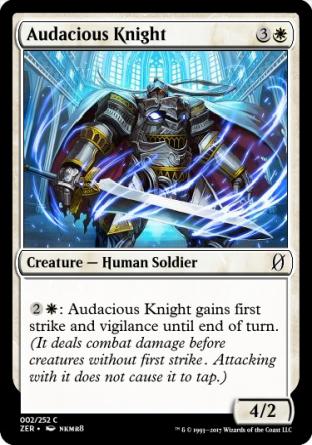 Audacious Knight 3
Creature — Human Soldier
2 : Audacious Knight gains first
strike and vigilance until end of turn.
(It deals combat damage before
creatures without first strike. Attacking
with it does not cause it to tap.)
4/2
002/252 C
ZER • NKMR8
™ & © 1993–2017 Wizards of the Coast LLC